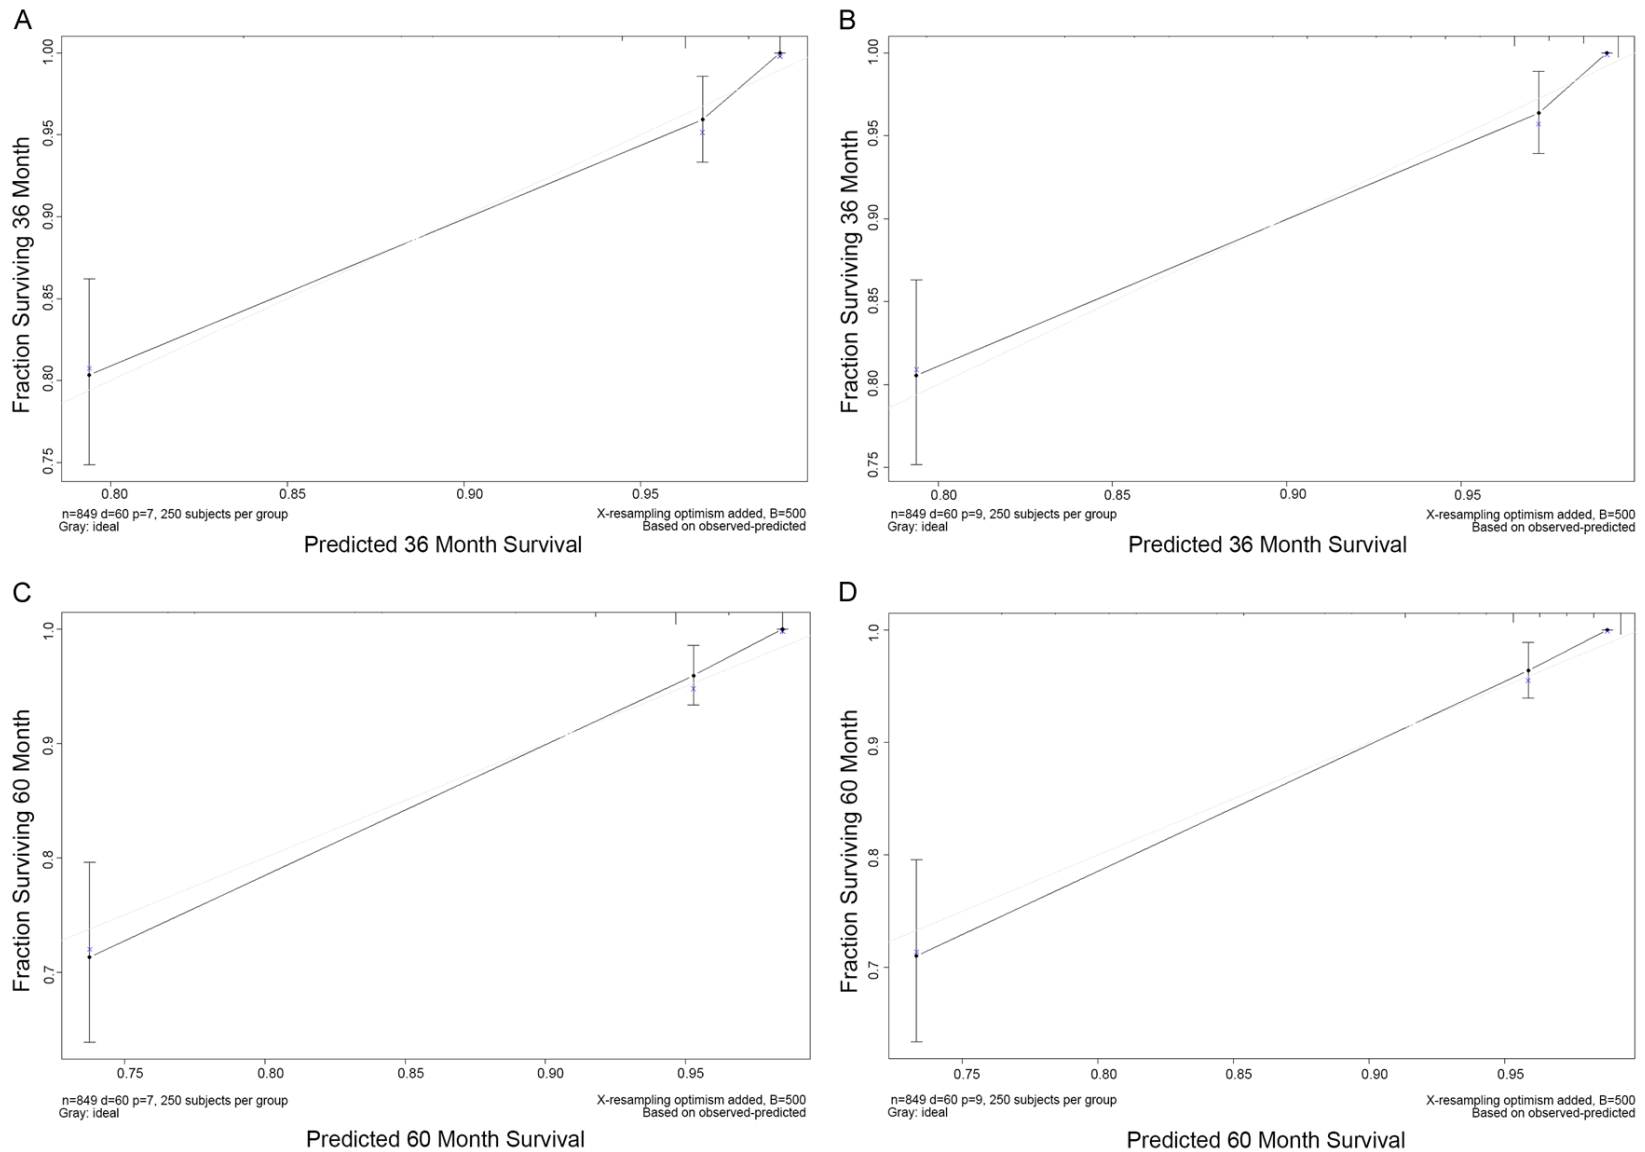 A
1.00
0.95
0.90
0.85
0.80
0.75
Fraction Surviving 36 Month
0.80 0.85 0.90 0.95
n=849 d=60 p=7, 250 subjects per group
Gray: ideal
X-resampling optimism added, B=500
Based on observed-predicted
Predicted 36 Month Survival
B
1.00
0.95
0.90
0.85
0.80
0.75
Fraction Surviving 36 Month
0.80 0.85 0.90 0.95
n=849 d=60 p=9, 250 subjects per group
Gray: ideal
X-resampling optimism added, B=500
Based on observed-predicted
Predicted 36 Month Survival
C
1.0
0.9
0.8
0.7
Fraction Surviving 60 Month
0.75 0.80 0.85 0.90 0.95
n=849 d=60 p=7, 250 subjects per group
Gray: ideal
X-resampling optimism added, B=500
Based on observed-predicted
Predicted 60 Month Survival
D
1.0
0.9
0.8
0.7
Fraction Surviving 60 Month
0.75 0.80 0.85 0.90 0.95
n=849 d=60 p=9, 250 subjects per group
Gray: ideal
X-resampling optimism added, B=500
Based on observed-predicted
Predicted 60 Month Survival